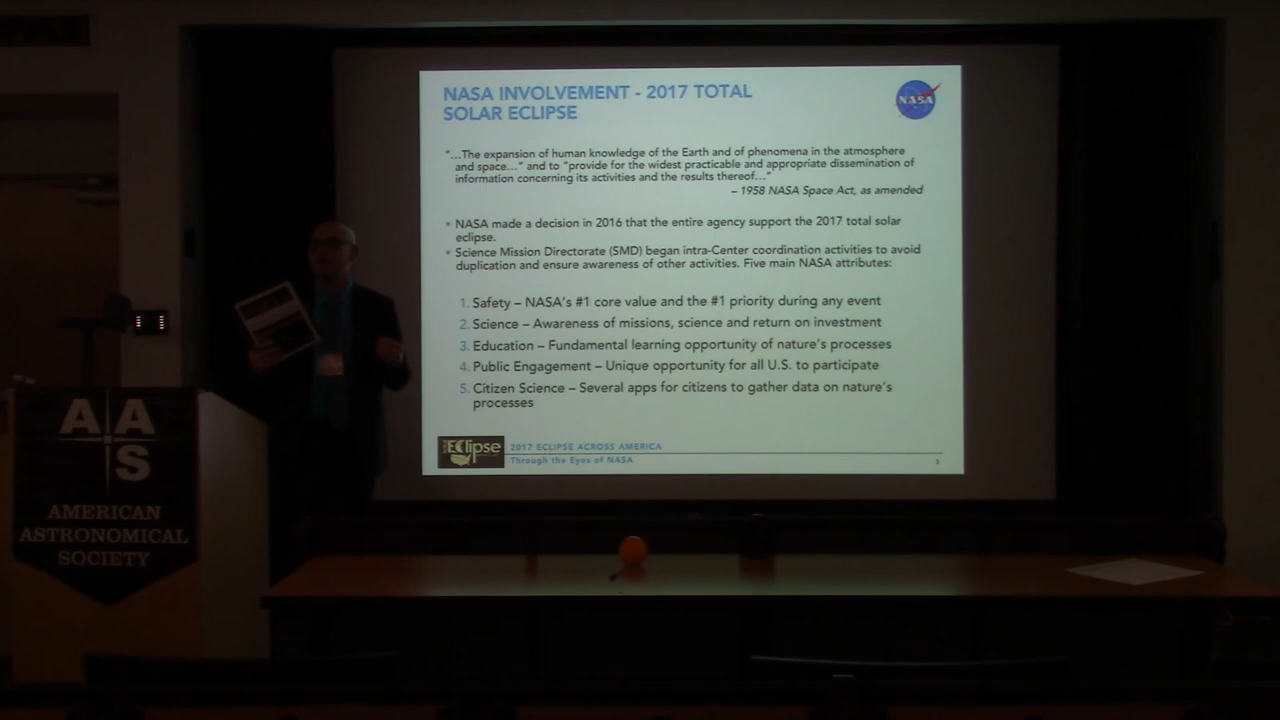 NASA INVOLVEMENT - 2017 TOTAL
SOLAR ECLIPSE
NASA
"...The expansion of human knowledge of the Earth and of phenomena in the atmosphere
and space..." and to "provide for the widest practicable and appropriate dissemination of
information concerning its activities and the results thereof..."
– 1958 NASA Space Act, as amended
• NASA made a decision in 2016 that the entire agency support the 2017 total solar
eclipse.
• Science Mission Directorate (SMD) began intra-Center coordination activities to avoid
duplication and ensure awareness of other activities. Five main NASA attributes:
1. Safety – NASA's #1 core value and the #1 priority during any event
2. Science – Awareness of missions, science and return on investment
3. Education – Fundamental learning opportunity of nature's processes
4. Public Engagement – Unique opportunity for all U.S. to participate
5. Citizen Science – Several apps for citizens to gather data on nature's
processes
EClipse
2017 ECLIPSE ACROSS AMERICA
Through the Eyes of NASA
A A
S
AMERICAN
ASTRONOMICAL
SOCIETY